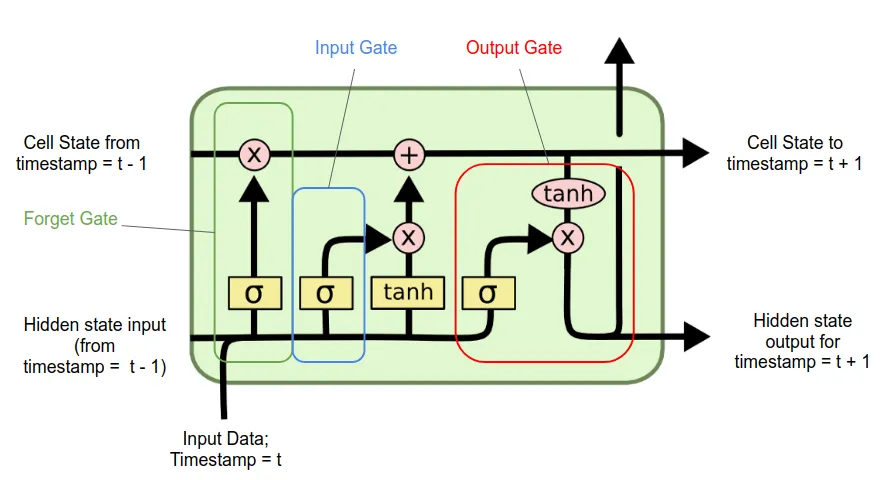 Input Gate
Output Gate
Cell State from
timestamp = t - 1
x
+
Cell State to
timestamp = t + 1
tanh
Forget Gate
x
x
σ
σ
tanh
σ
Hidden state input
(from
timestamp = t - 1)
Hidden state
output for
timestamp = t + 1
Input Data;
Timestamp = t